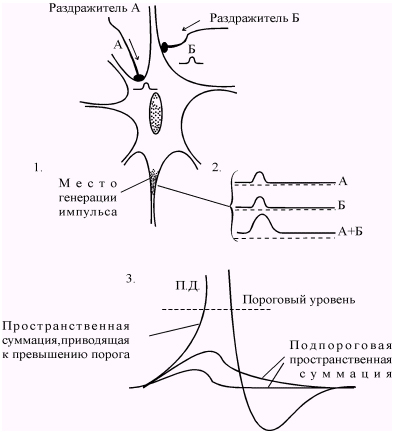 Раздражитель А
Раздражитель Б
А
Б
1.
Место
генерации
импульса
2.
А
Б
А+Б
3.
П.Д.
Пороговый уровень
Пространственная
суммация,приводящая
к превышению порога
Подпороговая
пространственная
суммация